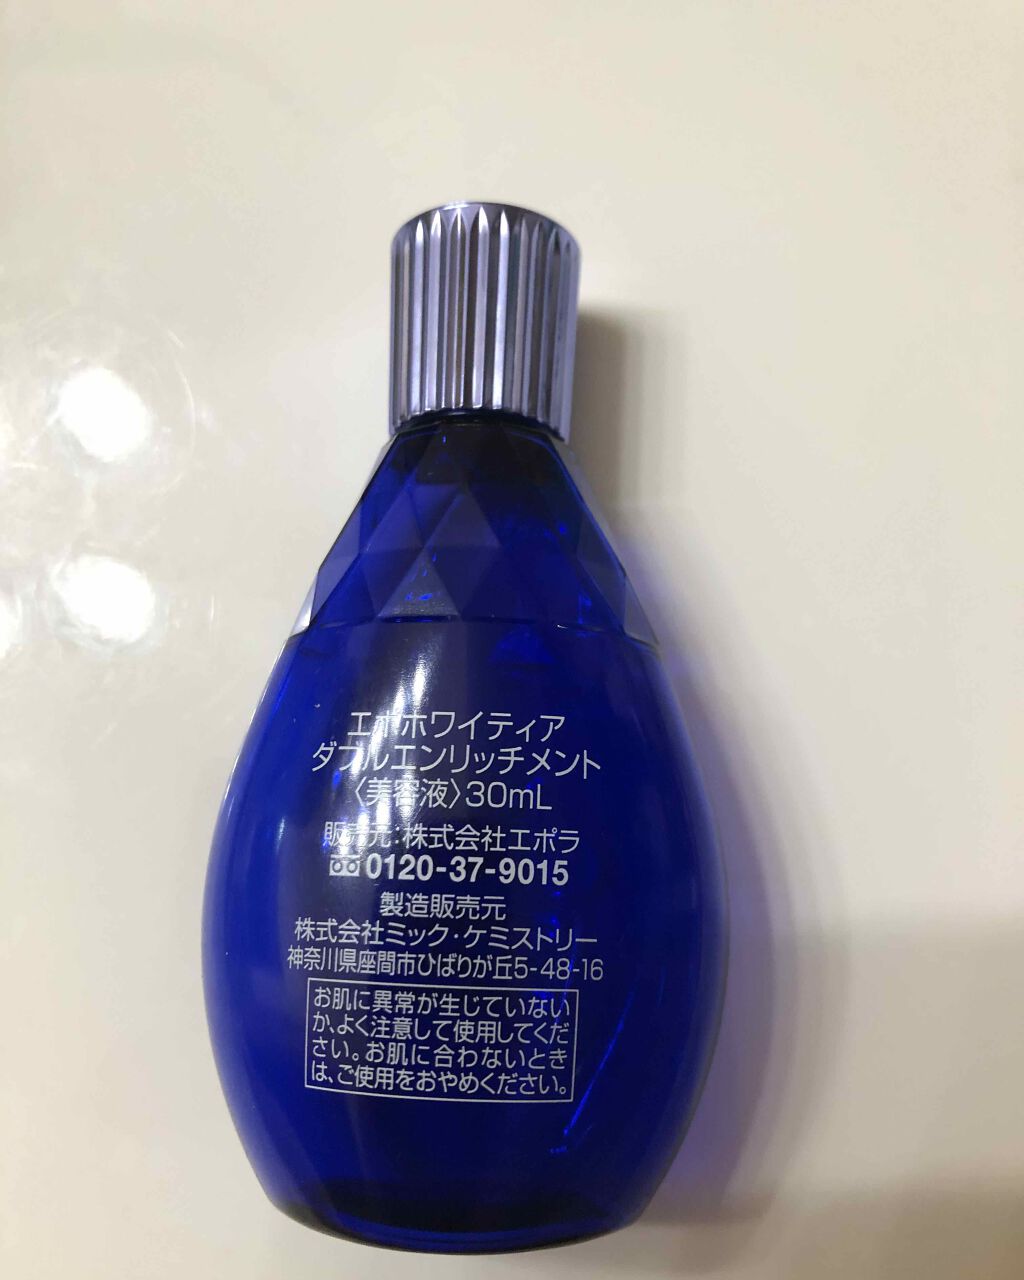 エポホワイティア
ダブルエンリッチメント
〈美容液〉30mL
販売元:株式会社エポラ
0120-37-9015
製造販売元
株式会社ミック・ケミストリー
神奈川県座間市ひばりが丘5-48-16
お肌に異常が生じていない
か、よく注意して使用してくだ
さい。お肌に合わないとき
は、ご使用をおやめください。